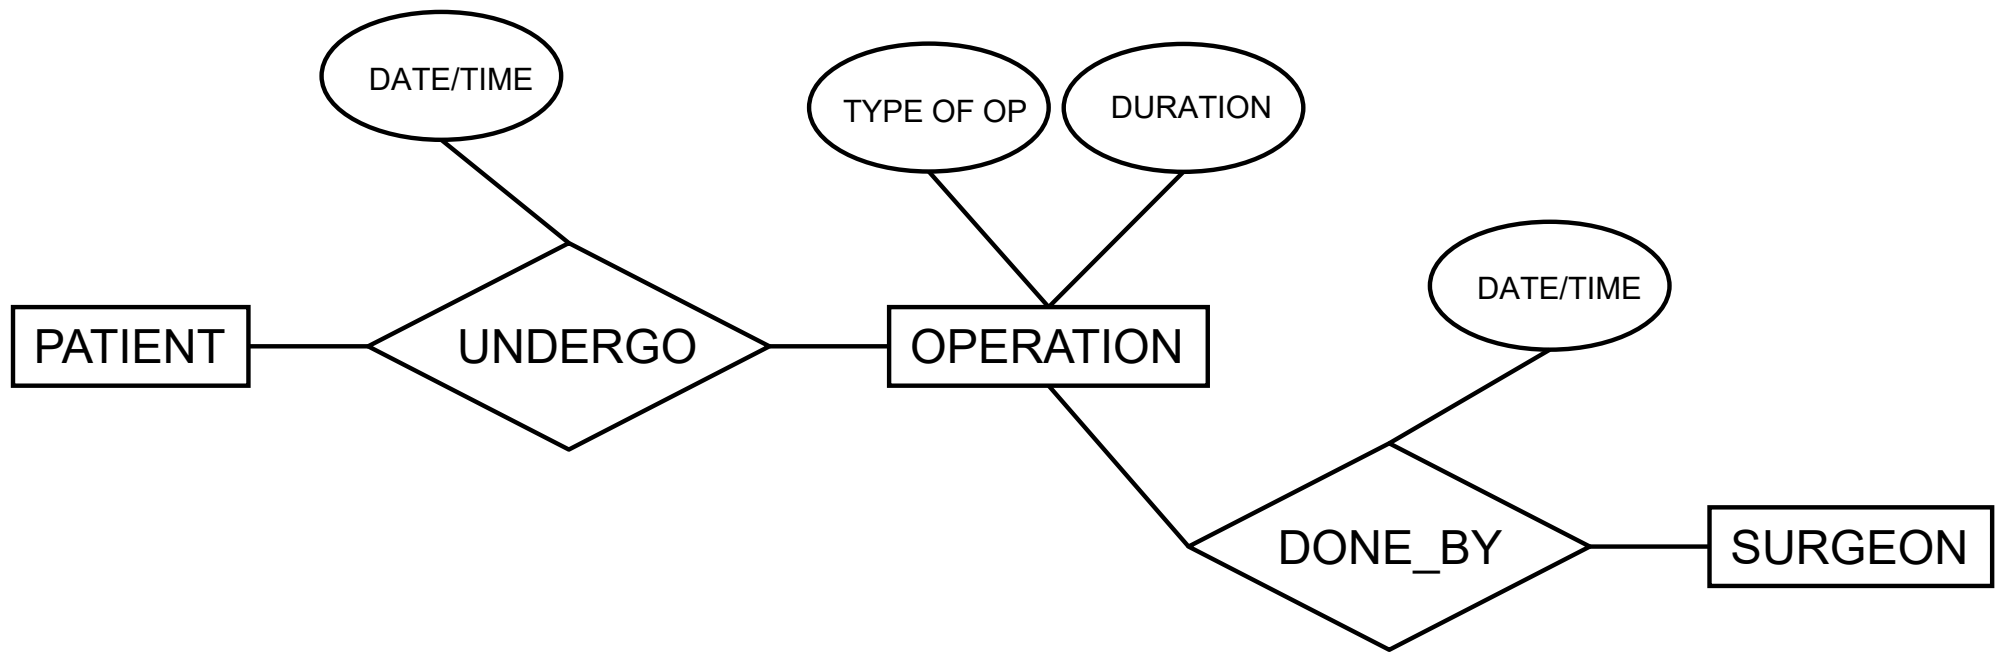 DATE/TIME
TYPE OF OP
DURATION
DATE/TIME
PATIENT
UNDERGO
OPERATION
DONE_BY
SURGEON